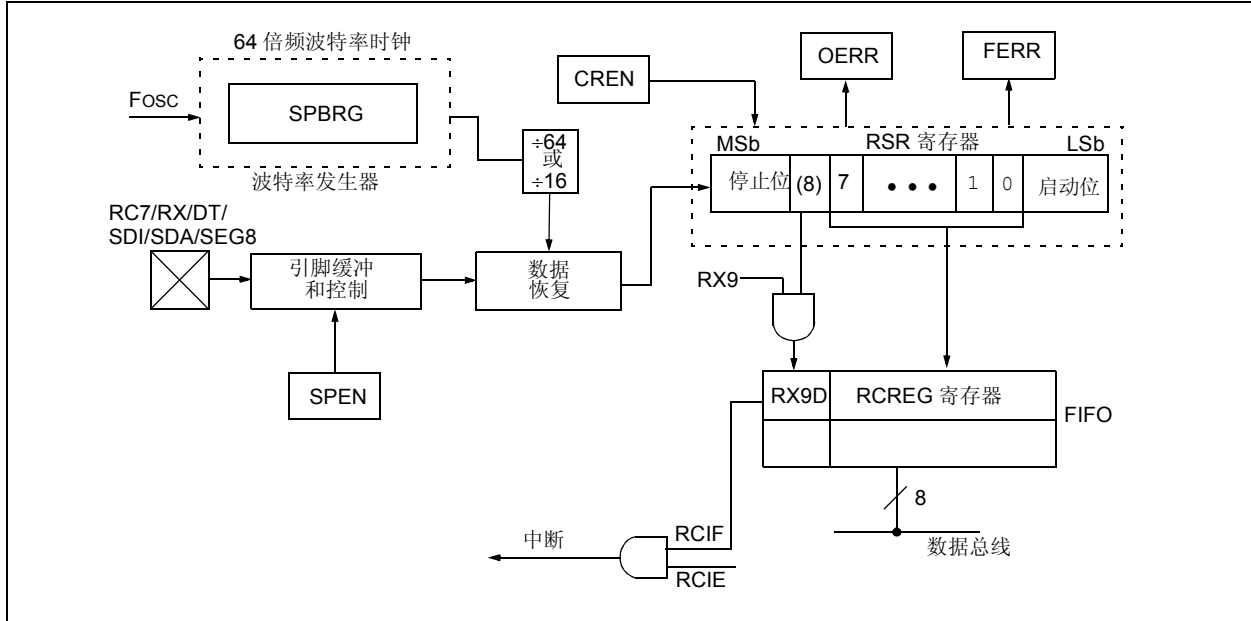 64 倍频波特率时钟
FOSC
SPBRG
波特率发生器
÷64
或
÷16
CREN
OERR
FERR
MSb
RSR 寄存器
LSb
停止位
(8)
7
• • •
1
0
启动位
RC7/RX/DT/
SDI/SDA/SEG8
引脚缓冲
和控制
数据
恢复
RX9
SPEN
RX9D
RCREG 寄存器
FIFO
8
数据总线
中断
RCIF
RCIE